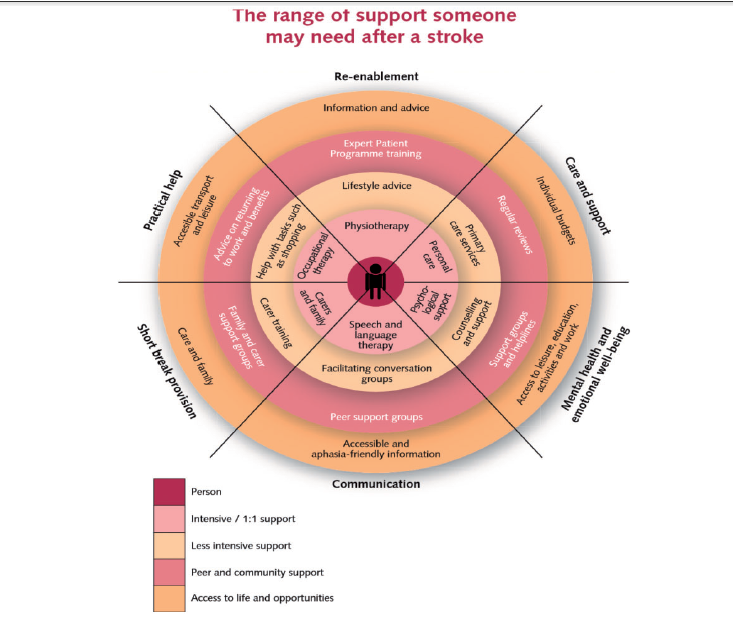 The range of support someone
may need after a stroke
Re-enablement
Information and advice
Expert Patient
Programme training
Lifestyle advice
Physiotherapy
Care and support
Individual budgets
Regular reviews
Primary
care services
Personal
care
Mental health and
emotional well-being
Access to leisure, education,
activities and work
Support groups
and helplines
Counselling
and support
Psycho-
logical
support
Speech and
language
therapy
Facilitating conversation
groups
Peer support groups
Accessible and
aphasia-friendly information
Communication
Short break provision
Care and family
Family and carer
support groups
Carer training
Carers
and family
Practical help
Accesible transport
and leisure
Advice on returning
to work and benefits
Help with tasks such
as shopping
Occupational
therapy
Person
Intensive / 1:1 support
Less intensive support
Peer and community support
Access to life and opportunities